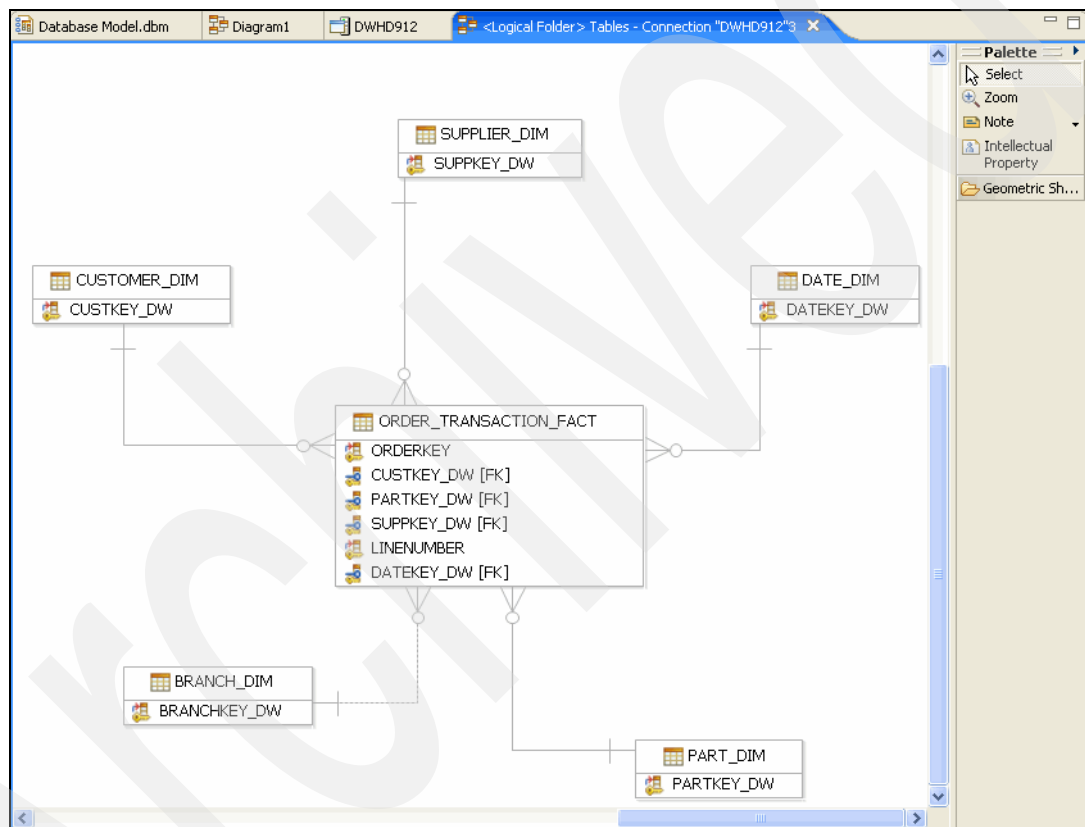 Database Model.dbm
Diagram1
DWHD912
<Logical Folder> Tables - Connection "DWHD912"3
Palette
Select
Zoom
Note
Intellectual
Property
Geometric Sh...
SUPPLIER_DIM
SUPPKEY_DW
CUSTOMER_DIM
CUSTKEY_DW
DATE_DIM
DATEKEY_DW
ORDER_TRANSACTION_FACT
ORDERKEY
CUSTKEY_DW [FK]
PARTKEY_DW [FK]
SUPPKEY_DW [FK]
LINENUMBER
DATEKEY_DW [FK]
BRANCH_DIM
BRANCHKEY_DW
PART_DIM
PARTKEY_DW